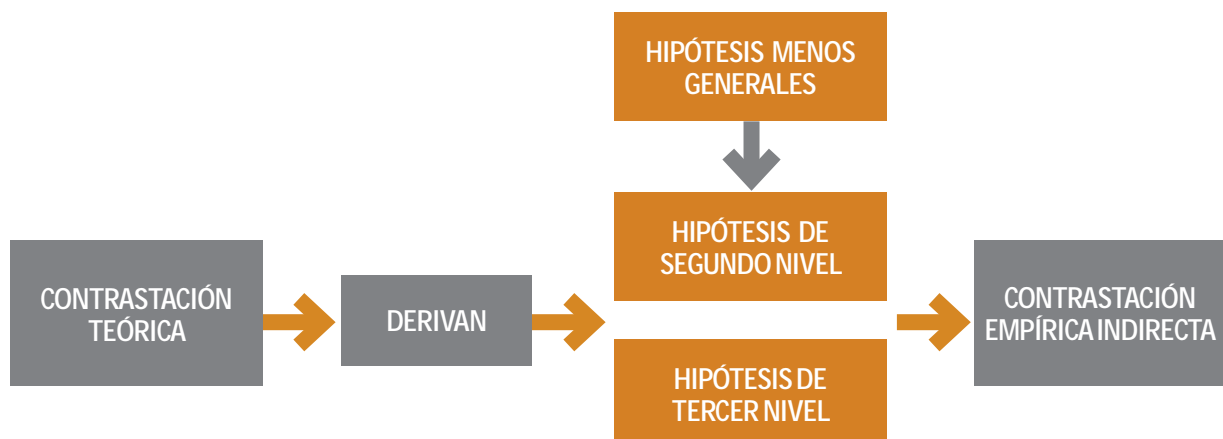 HIPÓTESIS MENOS
GENERALES
HIPÓTESIS DE
SEGUNDO NIVEL
CONTRASTACIÓN
TEÓRICA
DERIVAN
CONTRASTACIÓN
EMPÍRICA INDIRECTA
HIPÓTESIS DE
TERCER NIVEL